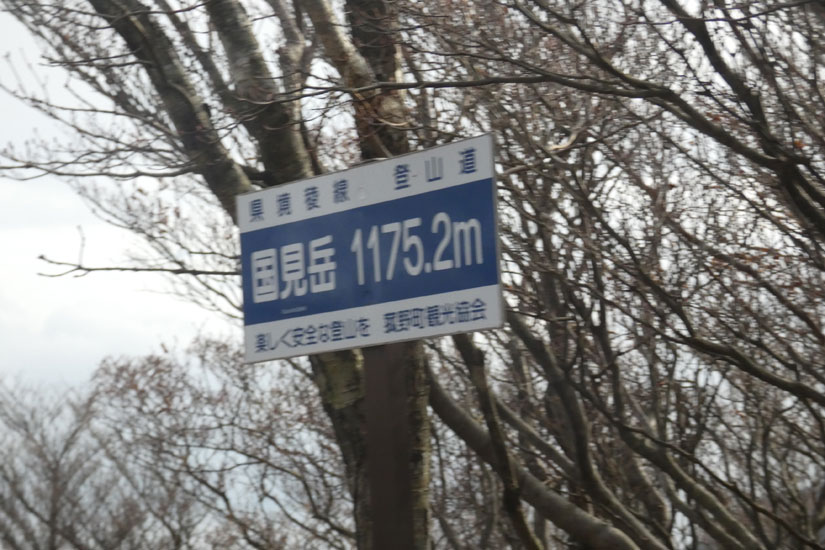 県境稜線 登山道
国見岳 1175.2m
楽しく安全な登山を 菰野町観光協会